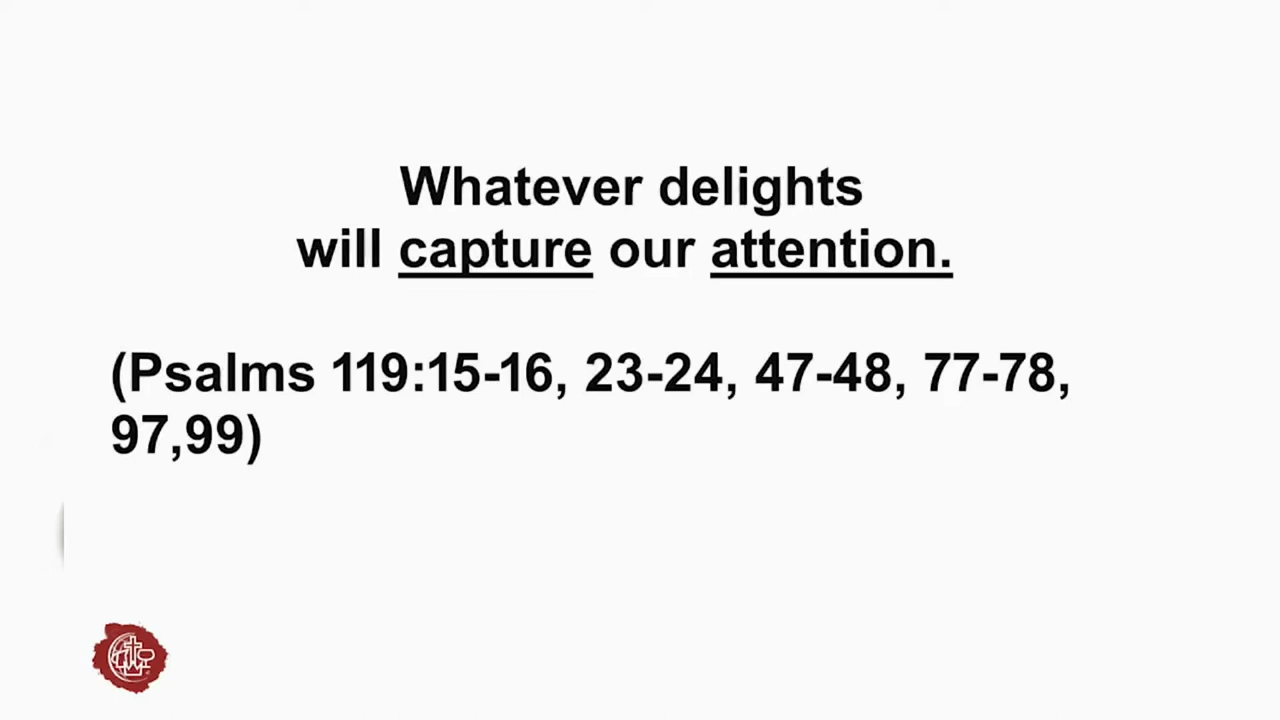 Whatever delights
will capture our attention.
(Psalms 119:15-16, 23-24, 47-48, 77-78,
97,99)